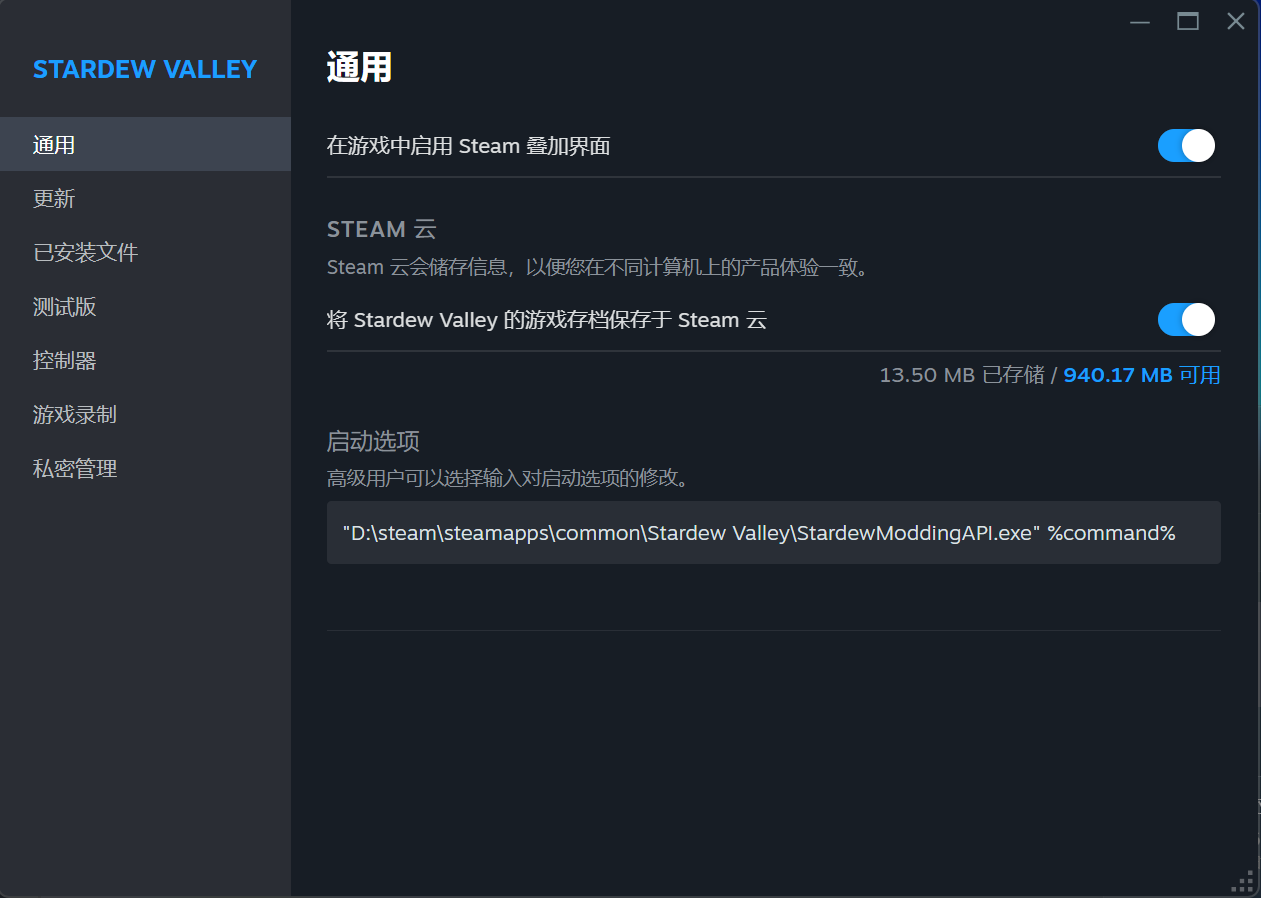 STARDEW VALLEY
通用
更新
已安装文件
测试版
控制器
游戏录制
私密管理
通用
在游戏中启用 Steam 叠加界面
STEAM 云
Steam 云会储存信息，以便您在不同计算机上的产品体验一致。
将 Stardew Valley 的游戏存档保存于 Steam 云
13.50 MB 已存储 / 940.17 MB 可用
启动选项
高级用户可以选择输入对启动选项的修改。
"D:\steam\steamapps\common\Stardew Valley\StardewModdingAPI.exe" %command%